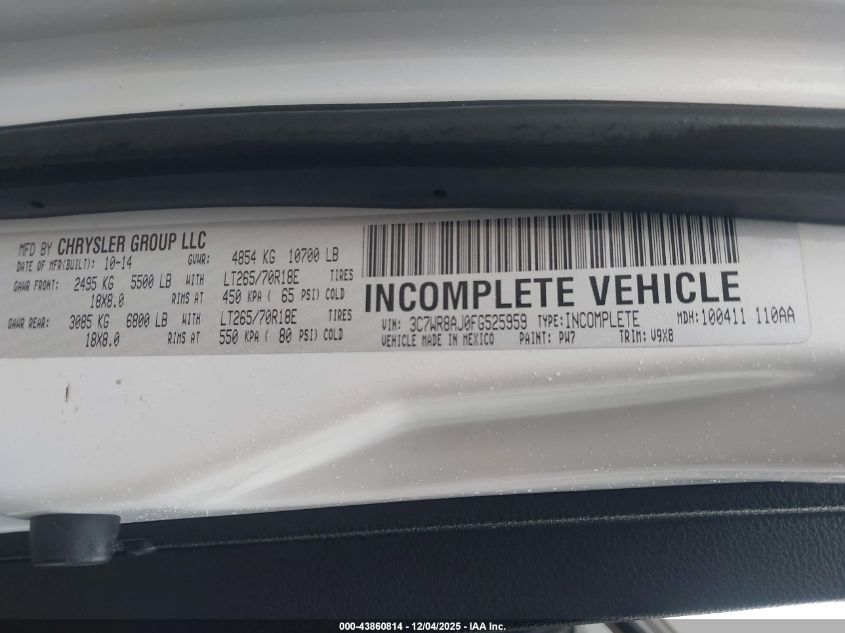 MFD BY CHRYSLER GROUP LLC
DATE OF MFR(BUILT): 10-14 GVWR: 4854 KG 10700 LB
GAWR FRONT: 2495 KG 5500 LB WITH LT265/70R18E TIRES
18X8.0 RIMS AT 450 KPA ( 65 PSI) COLD
GAWR REAR: 3085 KG 6800 LB WITH LT265/70R18E TIRES
18X8.0 RIMS AT 550 KPA ( 80 PSI) COLD
INCOMPLETE VEHICLE
VIN: 3C7WR8AJ0FG525959 TYPE: INCOMPLETE MDH: 100411 110AA
VEHICLE MADE IN MEXICO PAINT: PW7 TRIM: V9X8
000-43860814 - 12/04/2025 - IAA Inc.